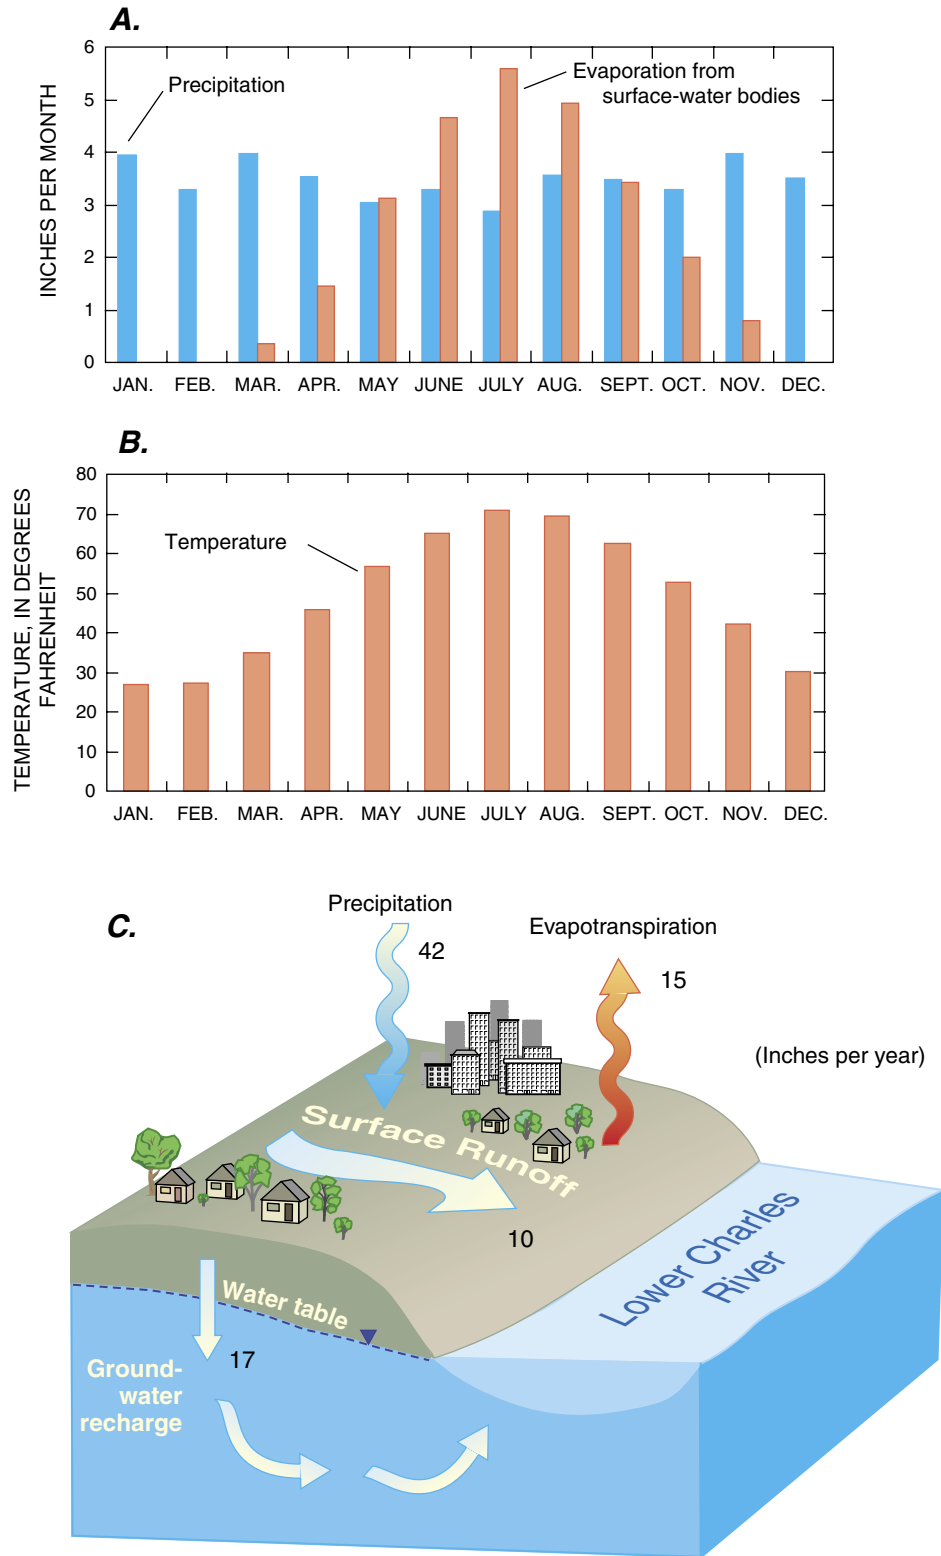 A.
6
5
4
3
2
1
0
INCHES PER MONTH
Precipitation
Evaporation from
surface-water bodies
JAN. FEB. MAR. APR. MAY JUNE JULY AUG. SEPT. OCT. NOV. DEC.
B.
80
70
60
50
40
30
20
10
0
TEMPERATURE, IN DEGREES
FAHRENHEIT
Temperature
JAN. FEB. MAR. APR. MAY JUNE JULY AUG. SEPT. OCT. NOV. DEC.
C.
Precipitation
42
Evapotranspiration
15
(Inches per year)
Surface Runoff
10
Lower Charles
River
Water table
17
Ground-
water
recharge